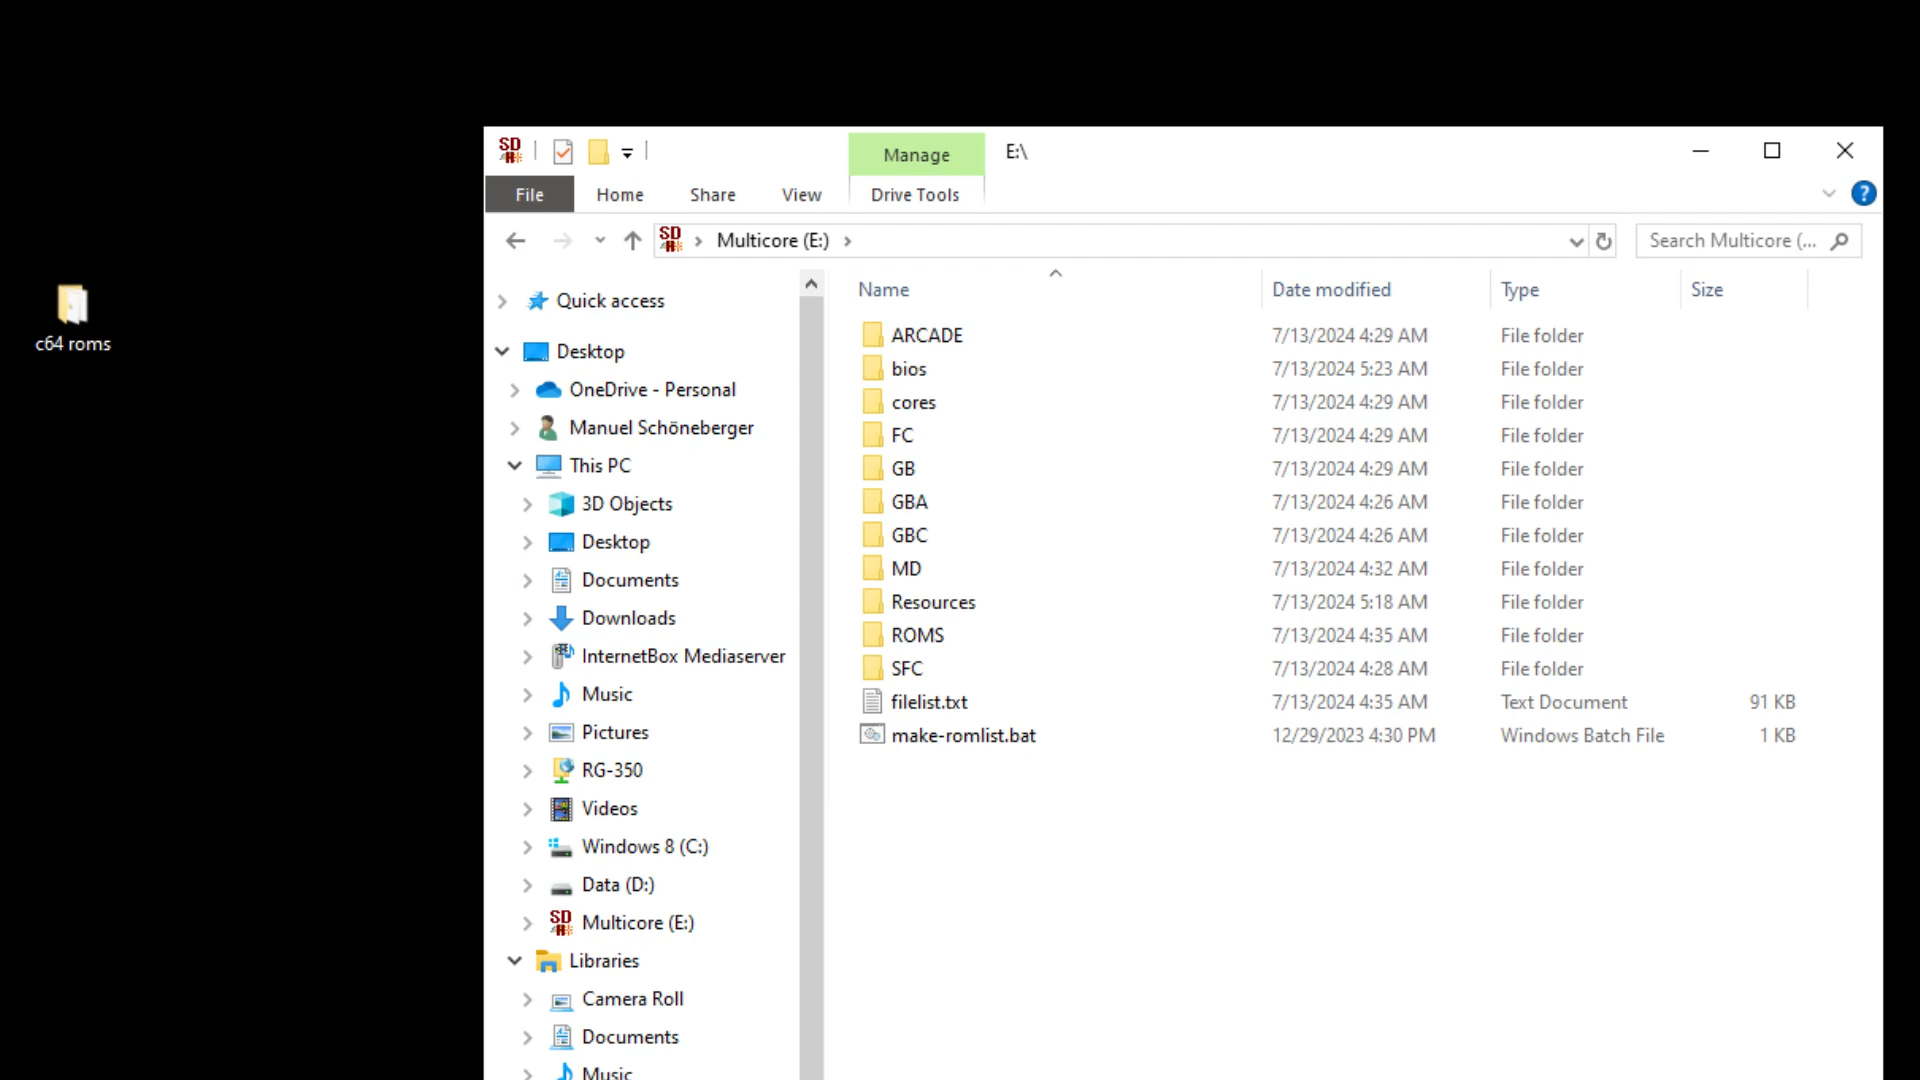 Manage
E:\
File
Home
Share
View
Drive Tools
Multicore (E:)
Search Multicore (...
c64 roms
Quick access
Desktop
OneDrive - Personal
Manuel Schöneberger
This PC
3D Objects
Desktop
Documents
Downloads
InternetBox Mediaserver
Music
Pictures
RG-350
Videos
Windows 8 (C:)
Data (D:)
Multicore (E:)
Libraries
Camera Roll
Documents
Music
Name Date modified Type Size
ARCADE 7/13/2024 4:29 AM File folder
bios 7/13/2024 5:23 AM File folder
cores 7/13/2024 4:29 AM File folder
FC 7/13/2024 4:29 AM File folder
GB 7/13/2024 4:29 AM File folder
GBA 7/13/2024 4:26 AM File folder
GBC 7/13/2024 4:26 AM File folder
MD 7/13/2024 4:32 AM File folder
Resources 7/13/2024 5:18 AM File folder
ROMS 7/13/2024 4:35 AM File folder
SFC 7/13/2024 4:28 AM File folder
filelist.txt 7/13/2024 4:35 AM Text Document 91 KB
make-romlist.bat 12/29/2023 4:30 PM Windows Batch File 1 KB